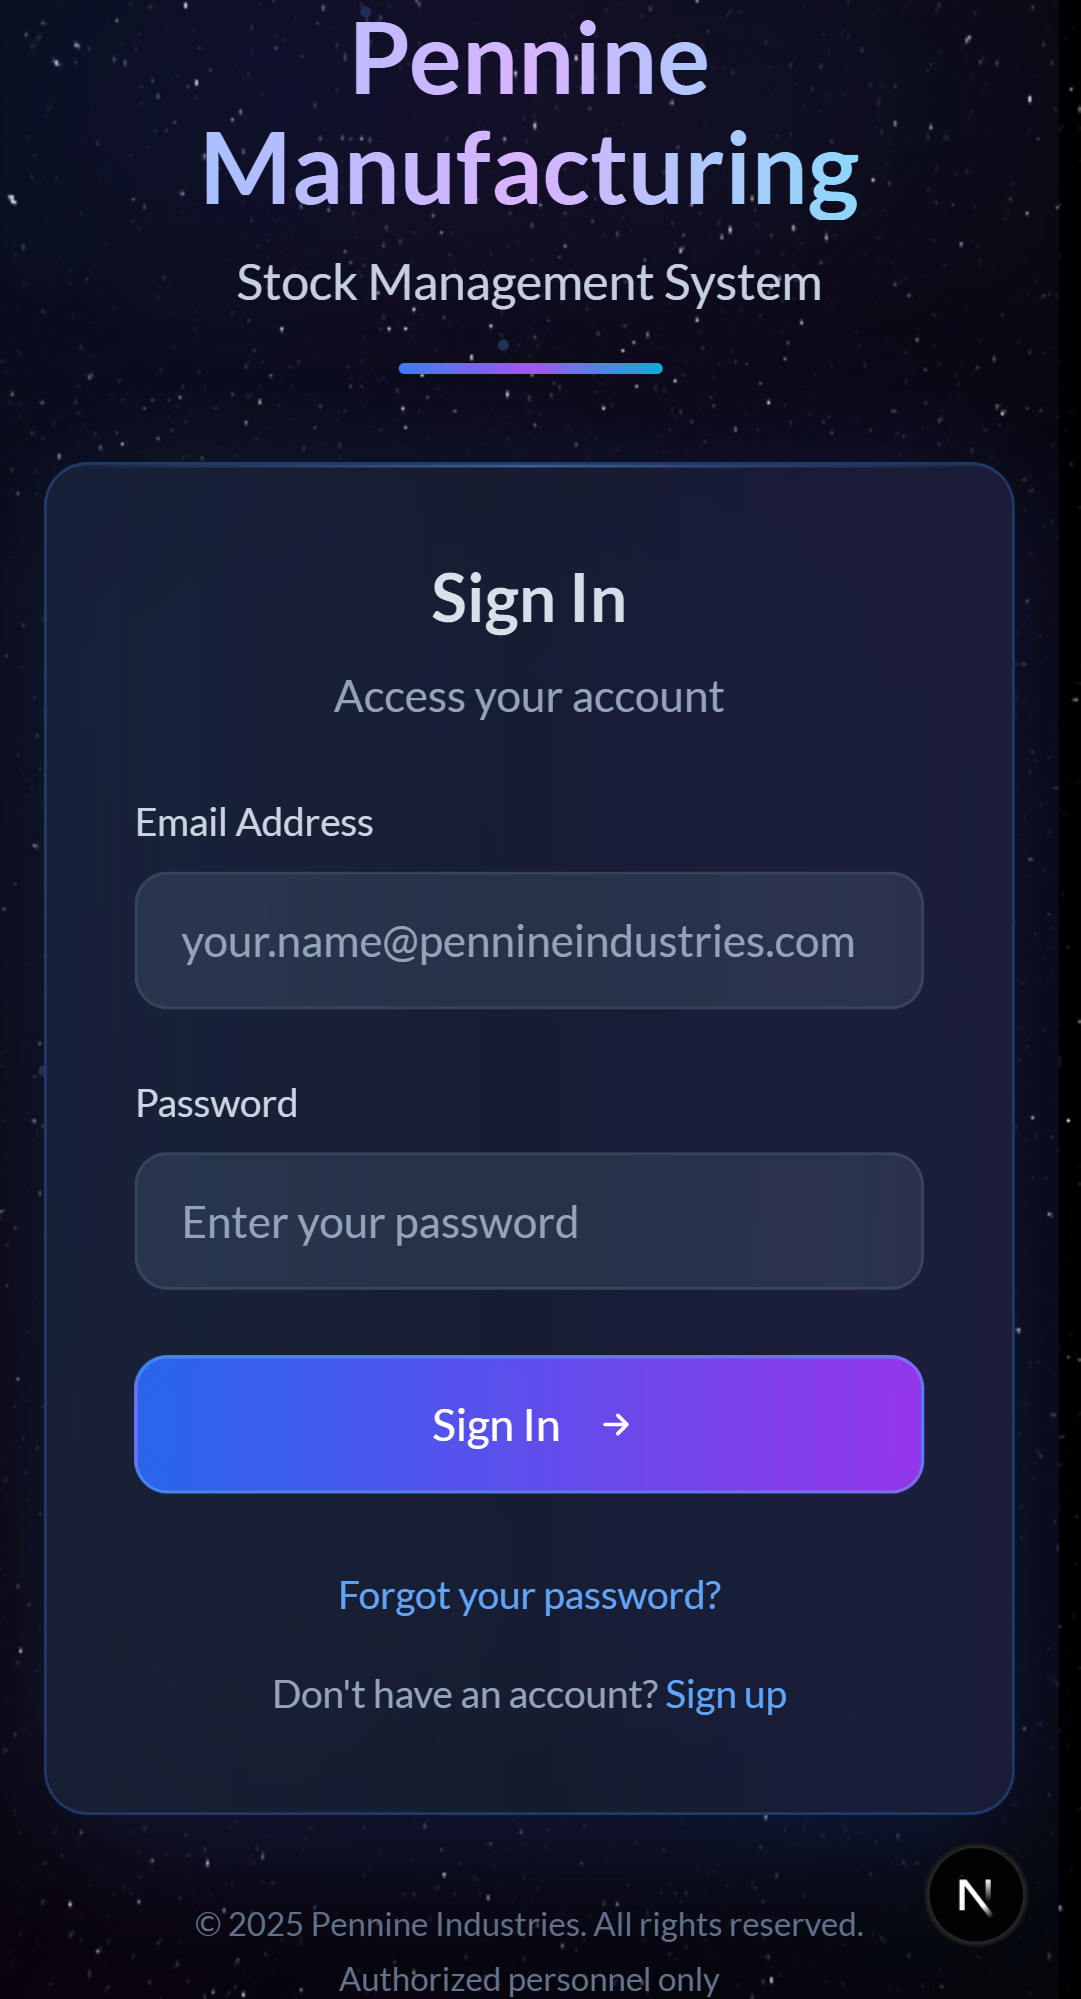 Pennine
Manufacturing
Stock Management System
Sign In
Access your account
Email Address
your.name@pennineindustries.com
Password
Enter your password
Sign In →
Forgot your password?
Don't have an account? Sign up
N
© 2025 Pennine Industries. All rights reserved.
Authorized personnel only